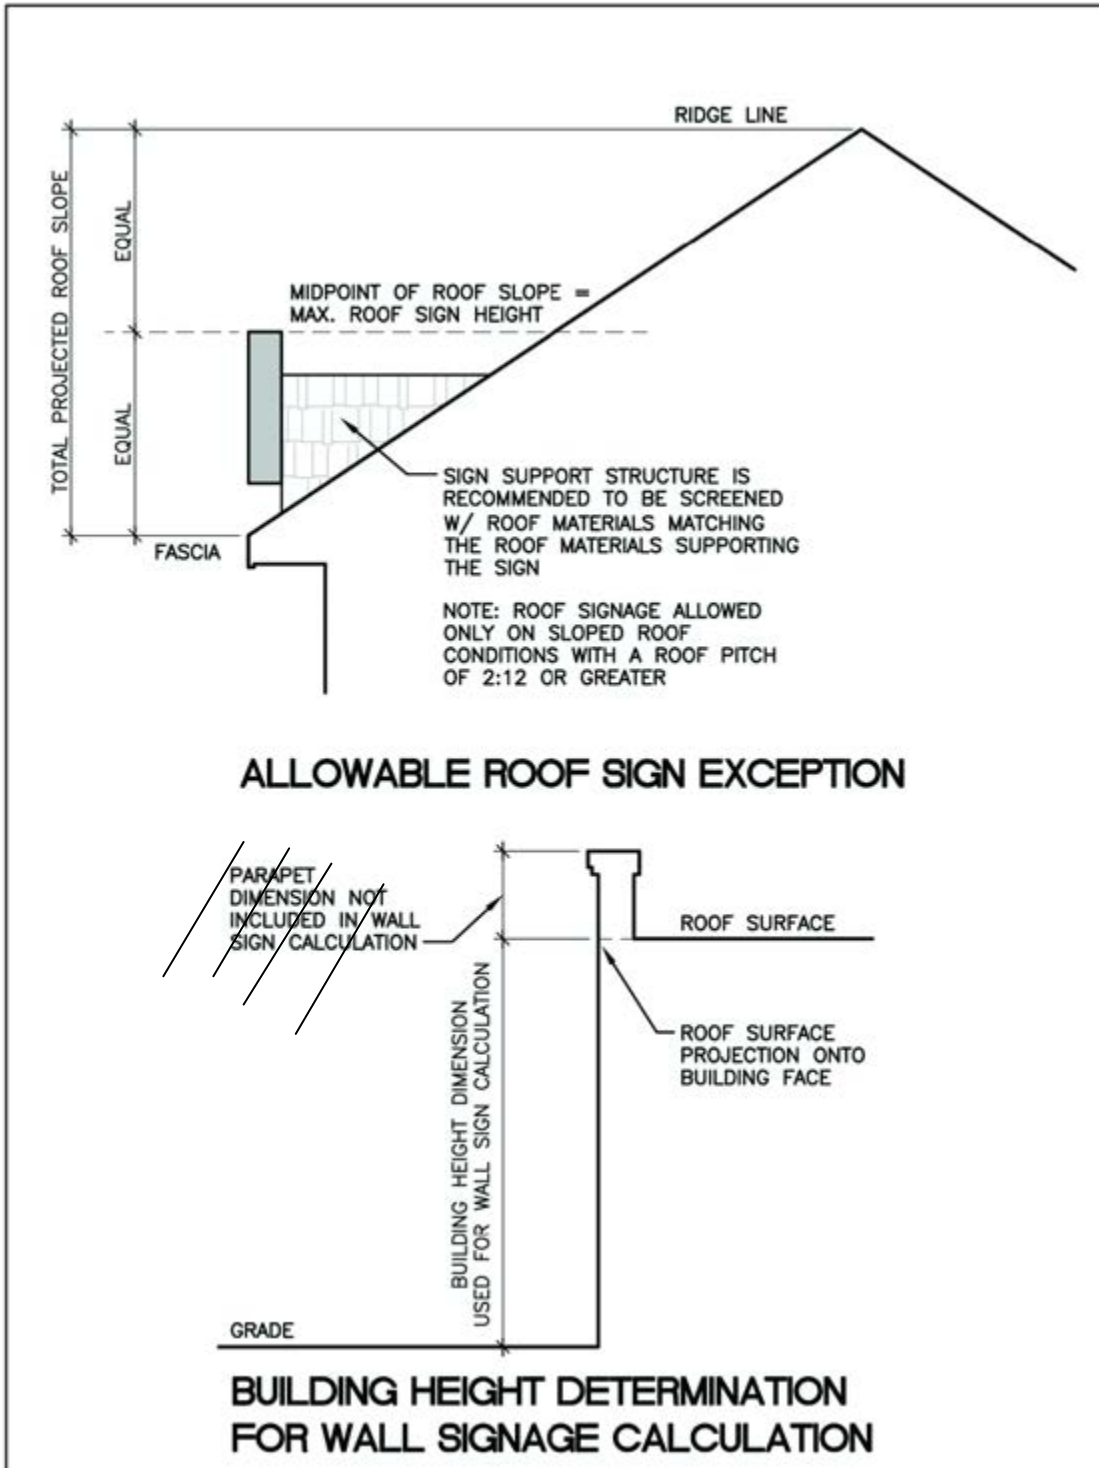 RIDGE LINE
TOTAL PROJECTED ROOF SLOPE
EQUAL
EQUAL
MIDPOINT OF ROOF SLOPE =
MAX. ROOF SIGN HEIGHT
FASCIA
SIGN SUPPORT STRUCTURE IS
RECOMMENDED TO BE SCREENED
W/ ROOF MATERIALS MATCHING
THE ROOF MATERIALS SUPPORTING
THE SIGN
NOTE: ROOF SIGNAGE ALLOWED
ONLY ON SLOPED ROOF
CONDITIONS WITH A ROOF PITCH
OF 2:12 OR GREATER
ALLOWABLE ROOF SIGN EXCEPTION
PARAPET
DIMENSION NOT
INCLUDED IN WALL
SIGN CALCULATION
ROOF SURFACE
BUILDING HEIGHT DIMENSION
USED FOR WALL SIGN CALCULATION
ROOF SURFACE
PROJECTION ONTO
BUILDING FACE
GRADE
BUILDING HEIGHT DETERMINATION
FOR WALL SIGNAGE CALCULATION